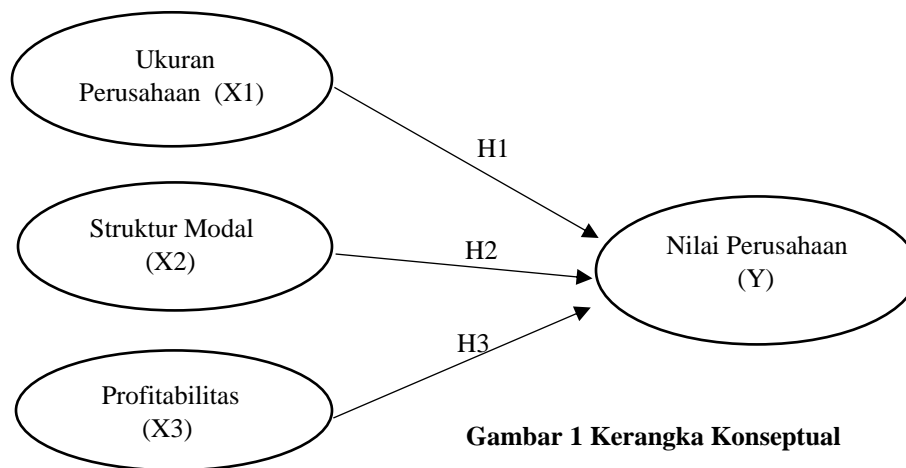 Ukuran
Perusahaan (X1)
H1
Struktur Modal
(X2)
H2
Nilai Perusahaan
(Y)
H3
Profitabilitas
(X3)
Gambar 1 Kerangka Konseptual